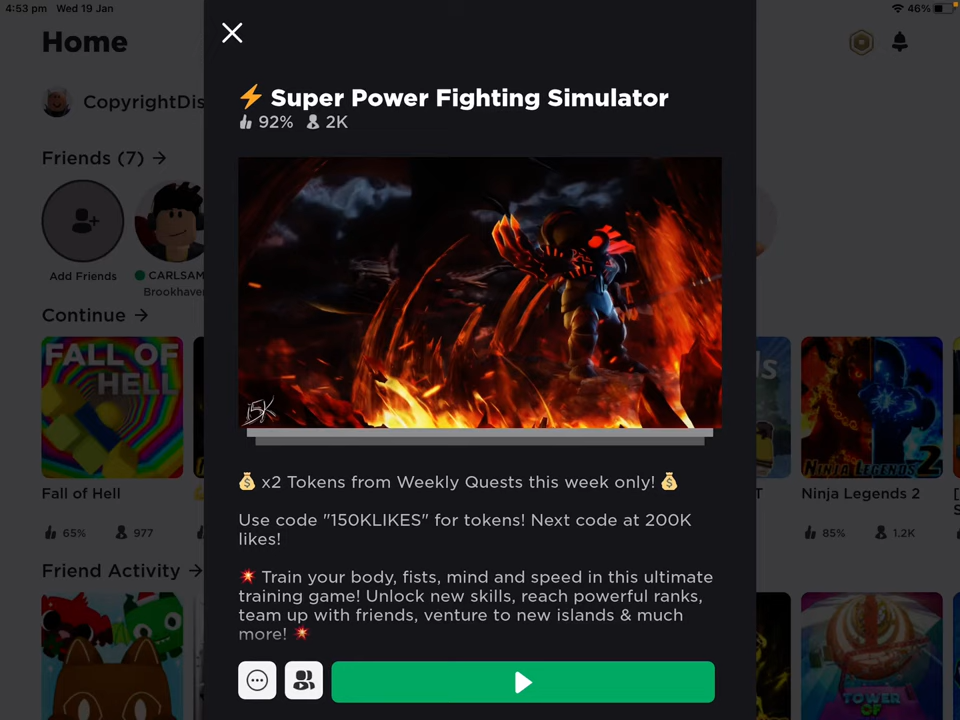 4:53 pm Wed 19 Jan
46%
Home
CopyrightDis
Friends (7) →
Add Friends
CARLSAM
Brookhaven
Continue →
FALL OF
HELL
Fall of Hell
65% 977
Friend Activity →
⚡ Super Power Fighting Simulator
92% 2K
i5K
💰 x2 Tokens from Weekly Quests this week only! 💰
Use code "150KLIKES" for tokens! Next code at 200K
likes!
💥 Train your body, fists, mind and speed in this ultimate
training game! Unlock new skills, reach powerful ranks,
team up with friends, venture to new islands & much
more! 💥
NINJA LEGENDS 2
Ninja Legends 2
85% 1.2K
TOWER
OF